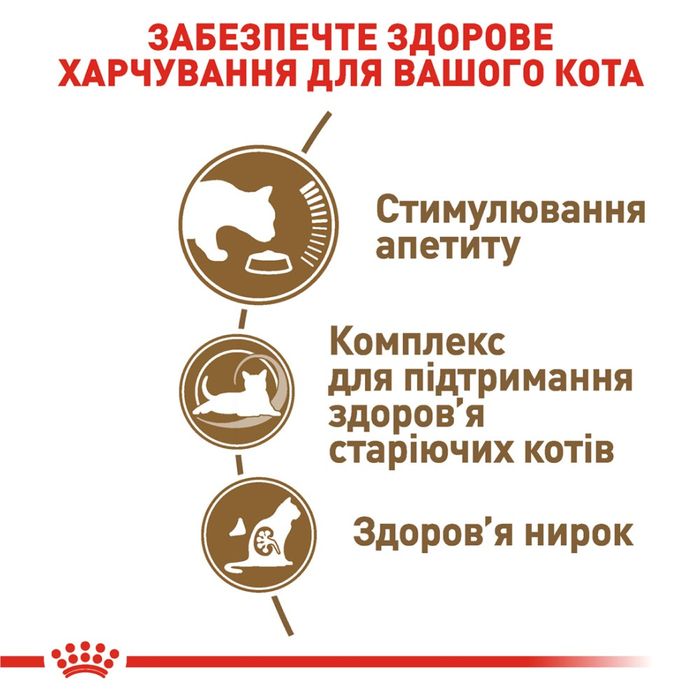 ЗАБЕЗПЕЧТЕ ЗДОРОВЕ
ХАРЧУВАННЯ ДЛЯ ВАШОГО КОТА
Стимулювання
апетиту
Комплекс
для підтримання
здоров’я
старіючих котів
Здоров’я нирок